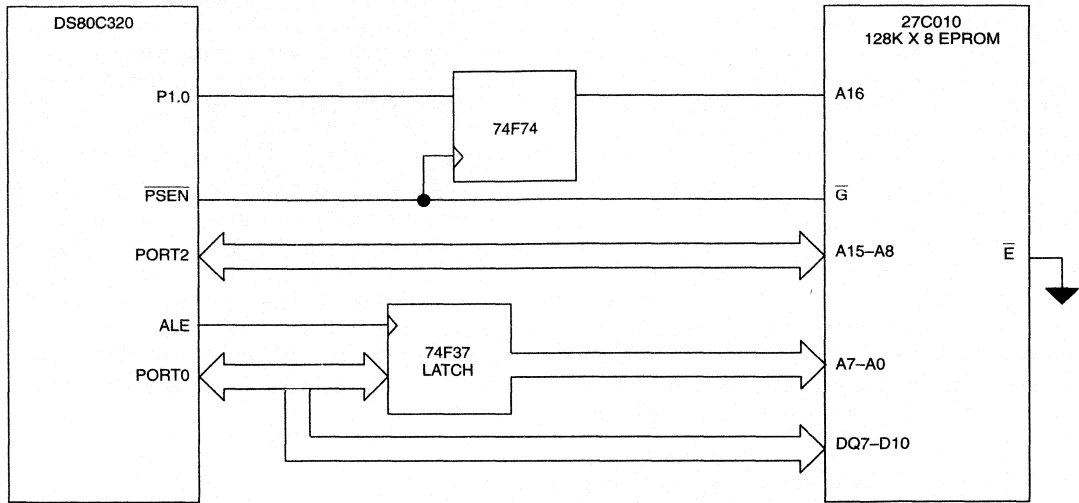 DS80C320
27C010
128K X 8 EPROM
P1.0
A16
74F74
PSEN
G
PORT2
A15–A8
E
ALE
74F37
LATCH
PORT0
A7–A0
DQ7–D10